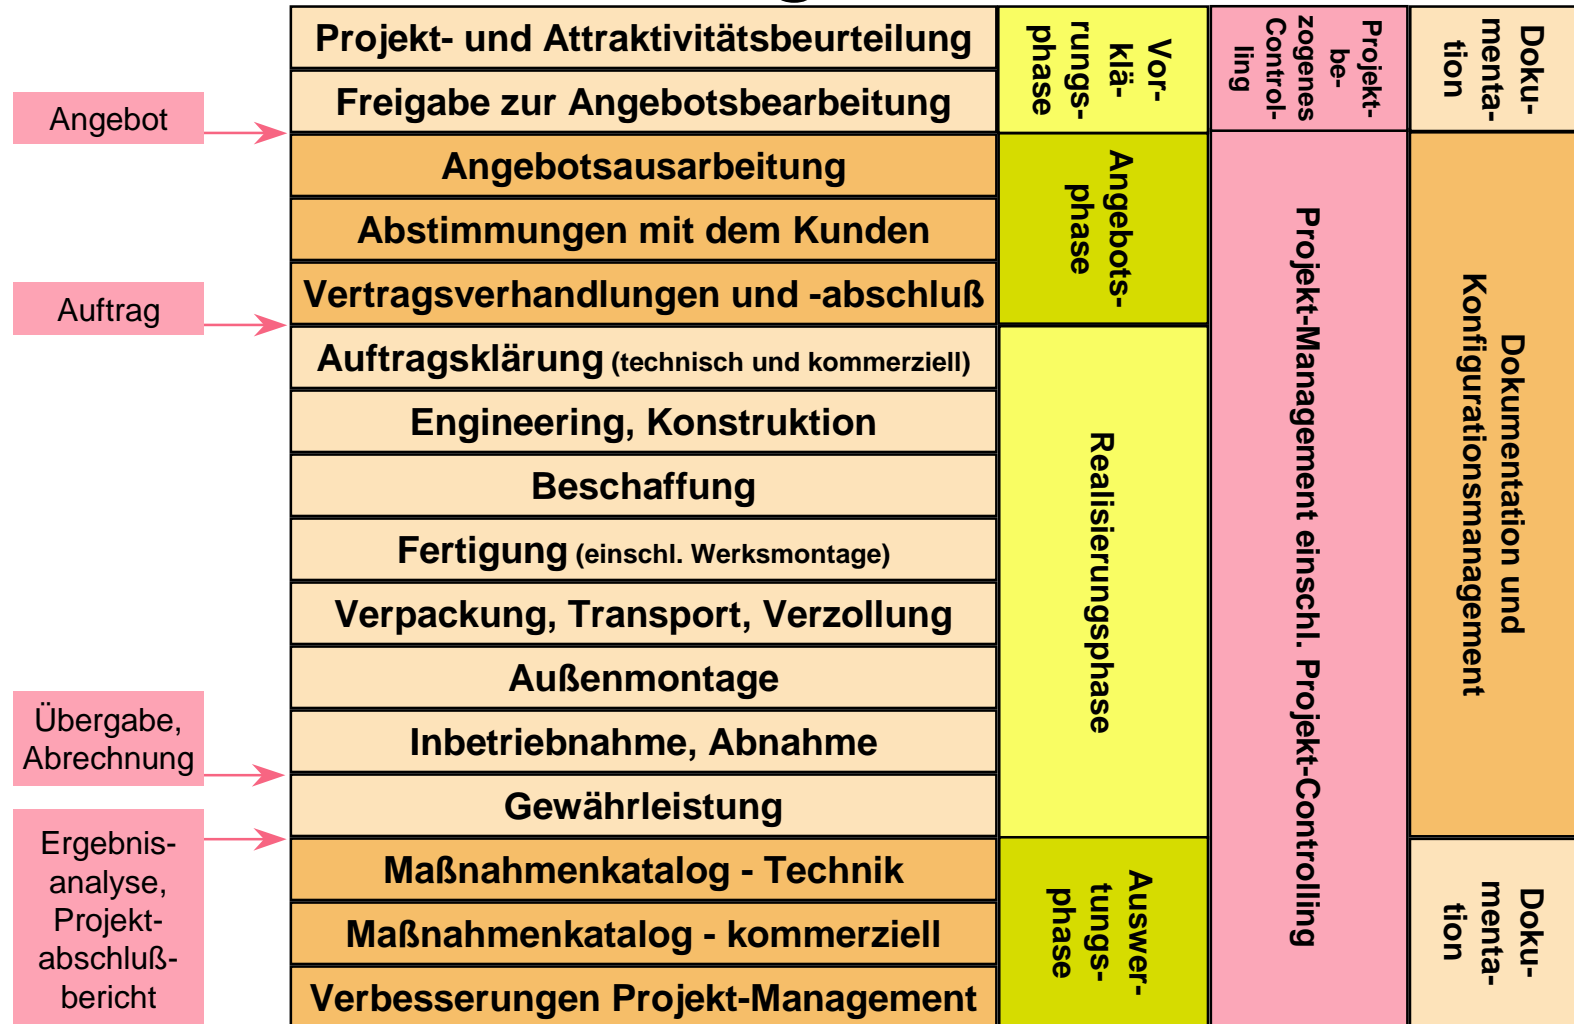 Projekt- und Attraktivitätsbeurteilung
Freigabe zur Angebotsbearbeitung
Angebotsausarbeitung
Abstimmungen mit dem Kunden
Vertragsverhandlungen und -abschluß
Auftragsklärung (technisch und kommerziell)
Engineering, Konstruktion
Beschaffung
Fertigung (einschl. Werksmontage)
Verpackung, Transport, Verzollung
Außenmontage
Inbetriebnahme, Abnahme
Gewährleistung
Maßnahmenkatalog - Technik
Maßnahmenkatalog - kommerziell
Verbesserungen Projekt-Management
Angebot
Auftrag
Übergabe,
Abrechnung
Ergebnis-
analyse,
Projekt-
abschluß-
bericht
Vor-
klä-
rungs-
phase
Angebots-
phase
Realisierungsphase
Auswer-
tungs-
phase
Projekt-
be-
zogenes
Control-
ling
Projekt-Management einschl. Projekt-Controlling
Doku-
menta-
tion
Dokumentation und
Konfigurationsmanagement
Doku-
menta-
tion